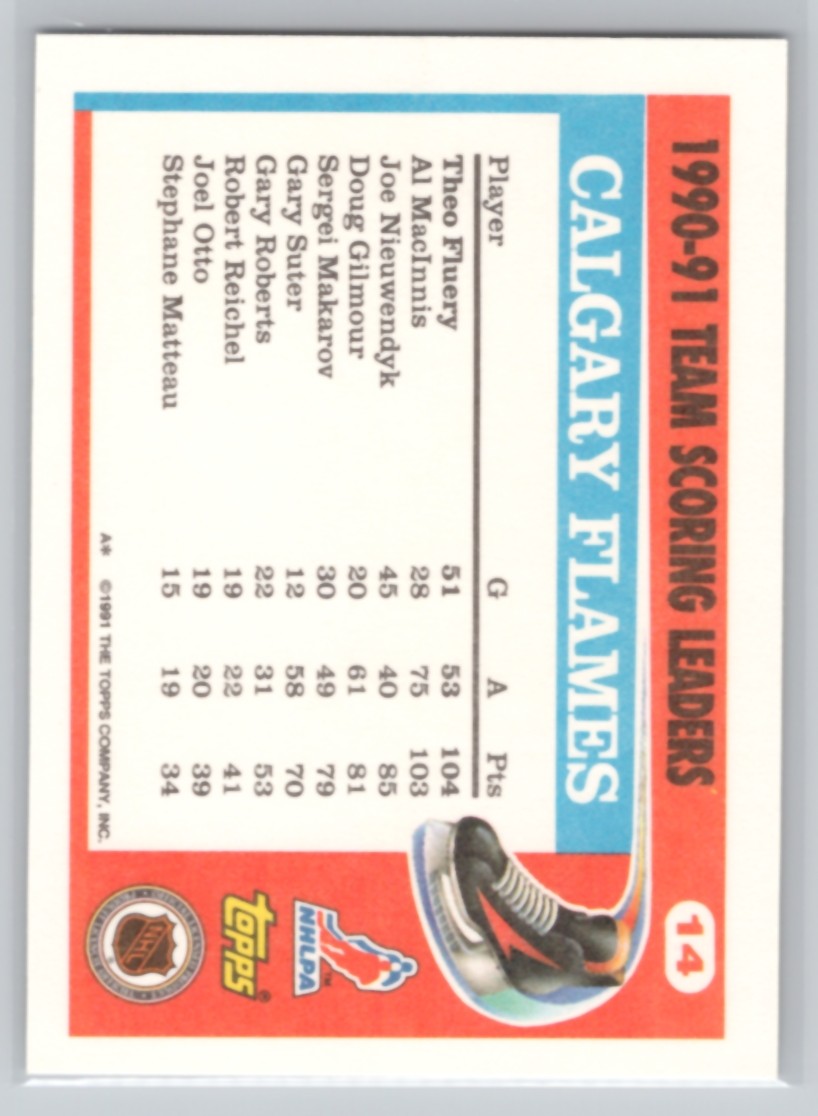 1990-91 TEAM SCORING LEADERS
14
CALGARY FLAMES
Player G A Pts
Theo Fluery 51 53 104
Al MacInnis 28 75 103
Joe Nieuwendyk 45 40 85
Doug Gilmour 20 61 81
Sergei Makarov 30 49 79
Gary Suter 12 58 70
Gary Roberts 22 31 53
Robert Reichel 19 22 41
Joel Otto 19 20 39
Stephane Matteau 15 19 34
A* ©1991 THE TOPPS COMPANY, INC.
NHLPA™
TOPPS®
NHL